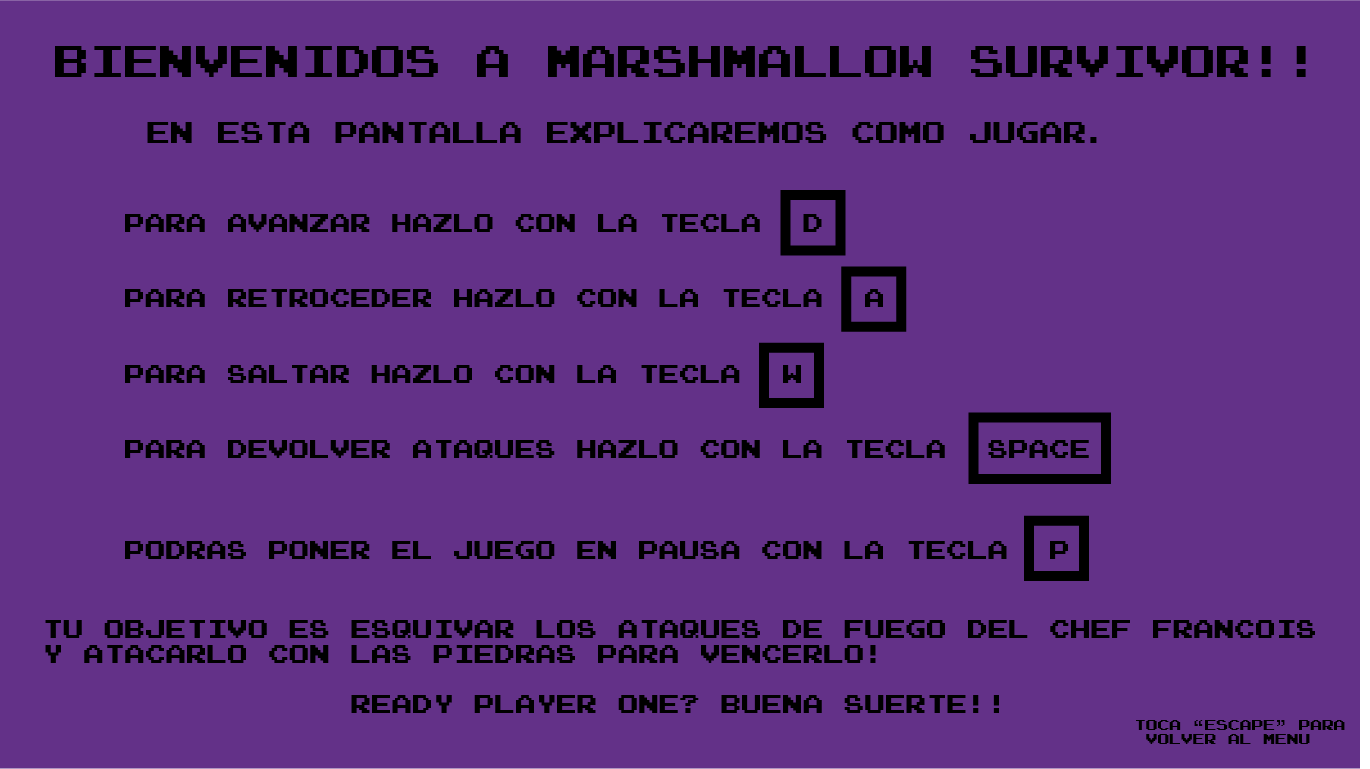 BIENVENIDOS A MARSHMALLOW SURVIVOR!!
EN ESTA PANTALLA EXPLICAREMOS COMO JUGAR.
PARA AVANZAR HAZLO CON LA TECLA D
PARA RETROCEDER HAZLO CON LA TECLA A
PARA SALTAR HAZLO CON LA TECLA W
PARA DEVOLVER ATAQUES HAZLO CON LA TECLA SPACE
PODRAS PONER EL JUEGO EN PAUSA CON LA TECLA P
TU OBJETIVO ES ESQUIVAR LOS ATAQUES DE FUEGO DEL CHEF FRANCOIS
Y ATACARLO CON LAS PIEDRAS PARA VENCERLO!
READY PLAYER ONE? BUENA SUERTE!!
TOCA “ESCAPE” PARA
VOLVER AL MENU